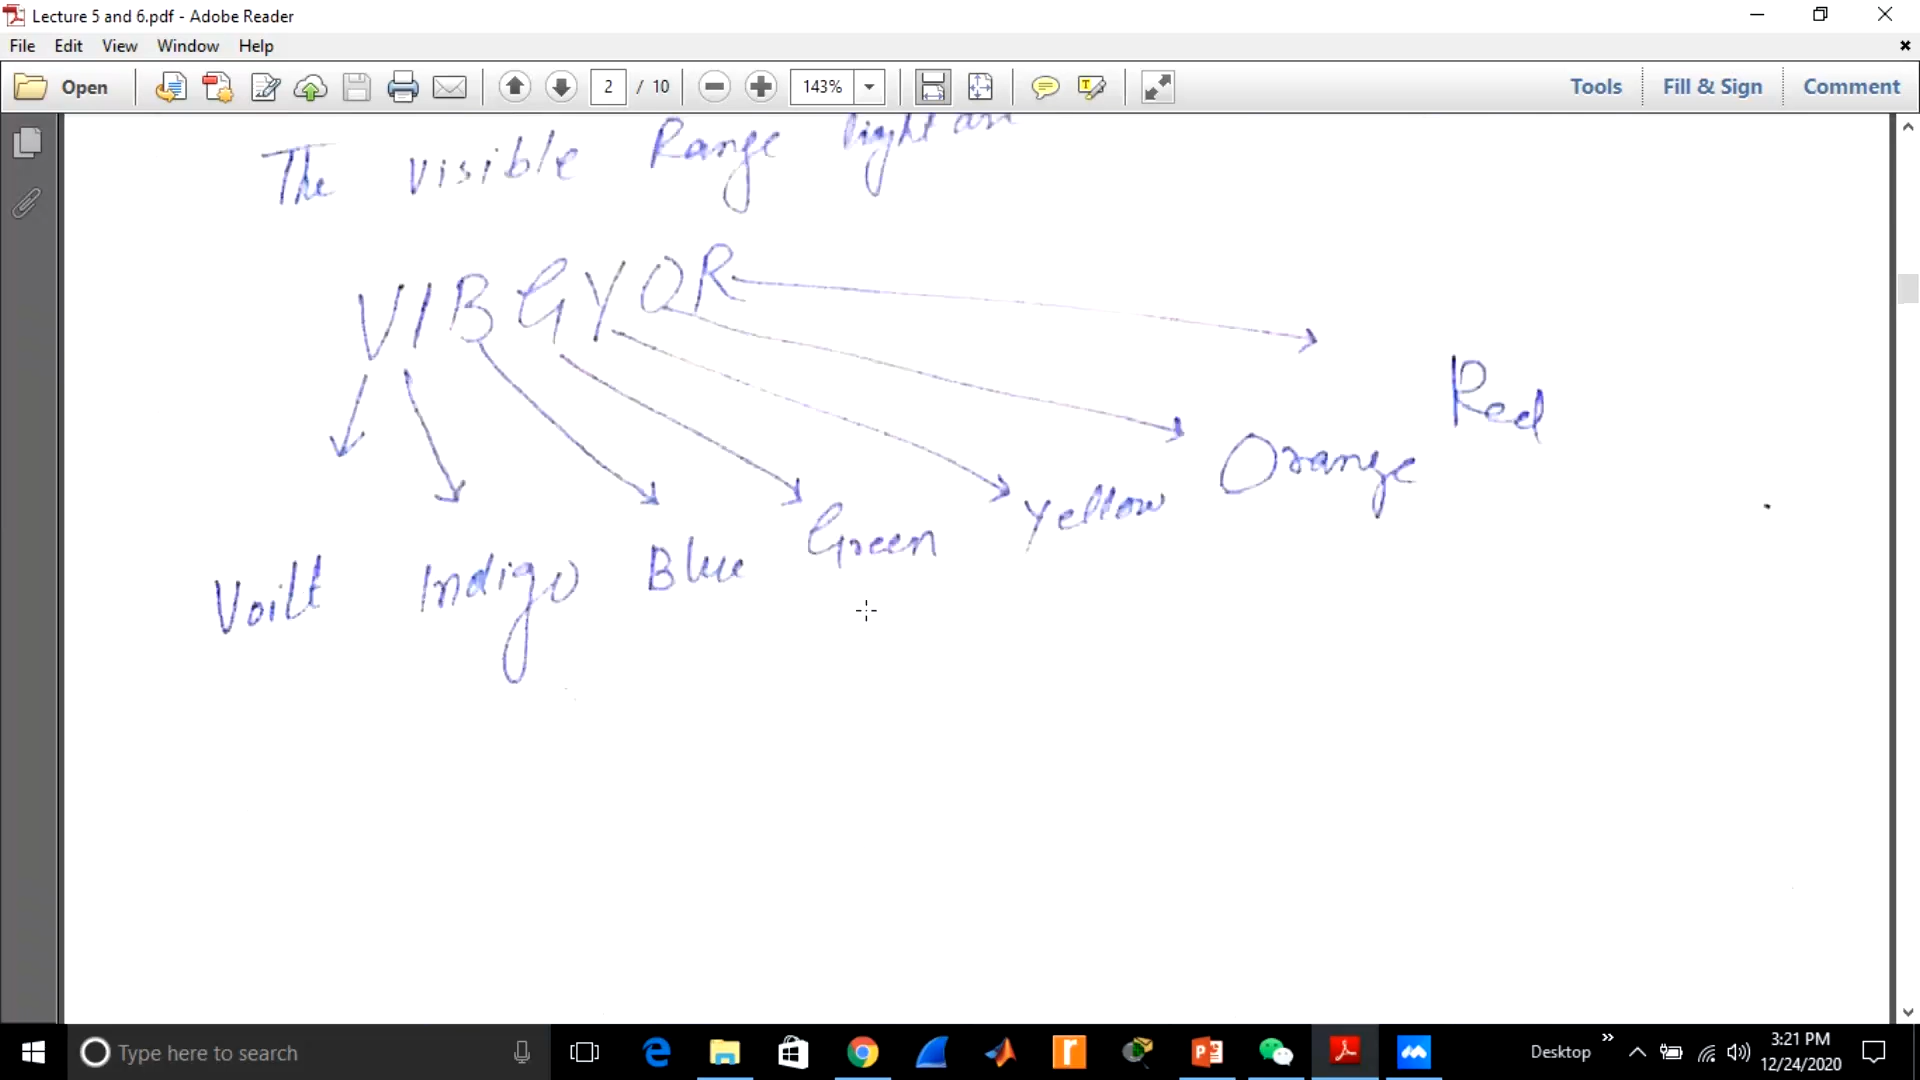 Lecture 5 and 6.pdf - Adobe Reader
File Edit View Window Help
Open 2 / 10 143% Tools Fill & Sign Comment
The visible Range light are
VIBGYOR
Red
Orange
Yellow
Green
Voilt Indigo Blue
Type here to search Desktop 3:21 PM
12/24/2020